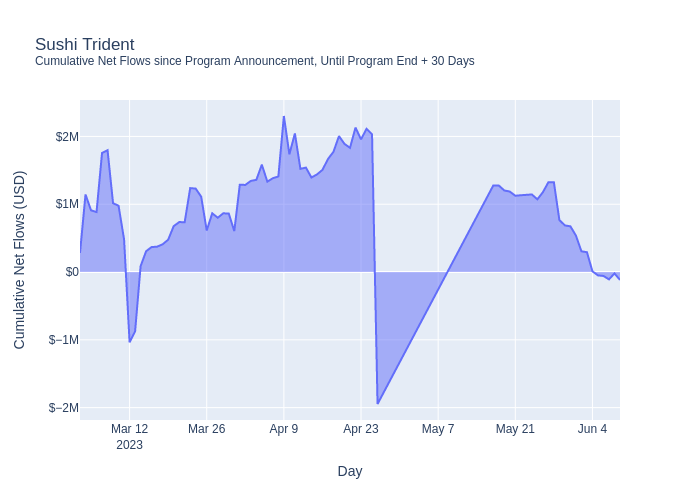 Sushi Trident
Cumulative Net Flows since Program Announcement, Until Program End + 30 Days
Cumulative Net Flows (USD)
$2M
$1M
$0
$−1M
$−2M
Mar 12
2023
Mar 26
Apr 9
Apr 23
May 7
May 21
Jun 4
Day